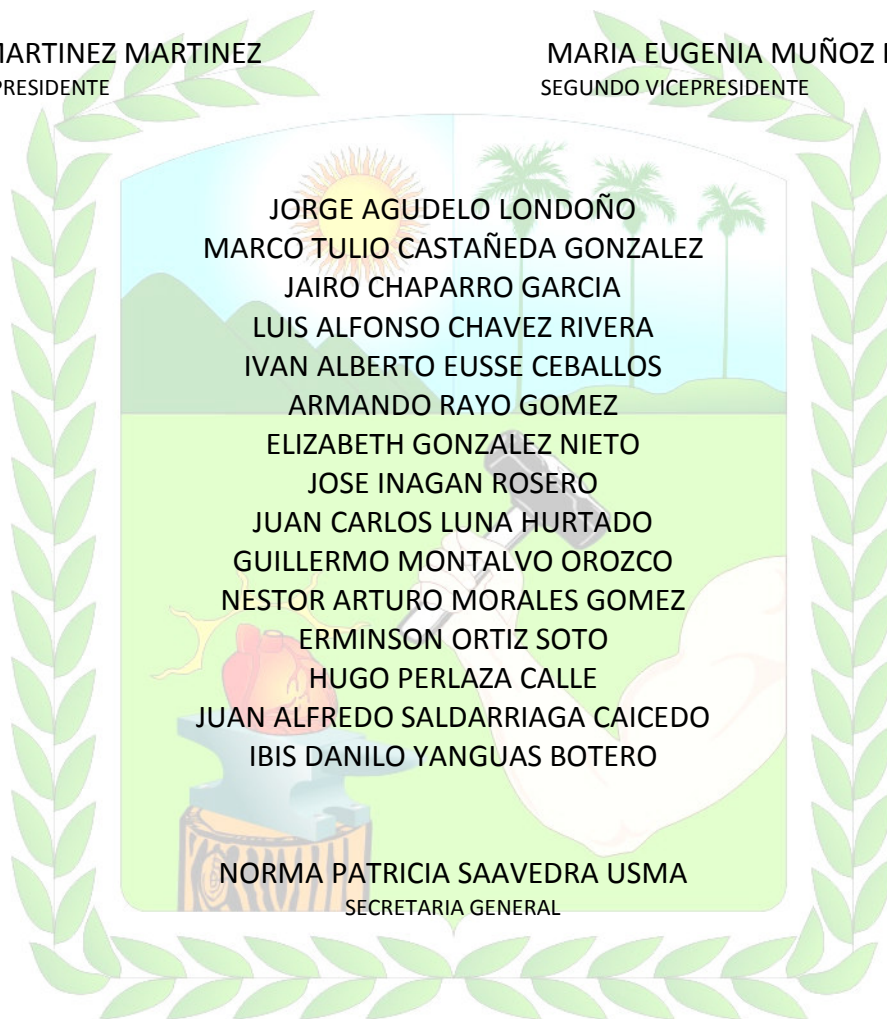 MARTINEZ MARTINEZ
MARIA EUGENIA MUÑOZ
PRESIDENTE
SEGUNDO VICEPRESIDENTE
JORGE AGUDELO LONDOÑO
MARCO TULIO CASTAÑEDA GONZALEZ
JAIRO CHAPARRO GARCIA
LUIS ALFONSO CHAVEZ RIVERA
IVAN ALBERTO EUSSE CEBALLOS
ARMANDO RAYO GOMEZ
ELIZABETH GONZALEZ NIETO
JOSE INAGAN ROSERO
JUAN CARLOS LUNA HURTADO
GUILLERMO MONTALVO OROZCO
NESTOR ARTURO MORALES GOMEZ
ERMINSON ORTIZ SOTO
HUGO PERLAZA CALLE
JUAN ALFREDO SALDARRIAGA CAICEDO
IBIS DANILO YANGUAS BOTERO
NORMA PATRICIA SAAVEDRA USMA
SECRETARIA GENERAL